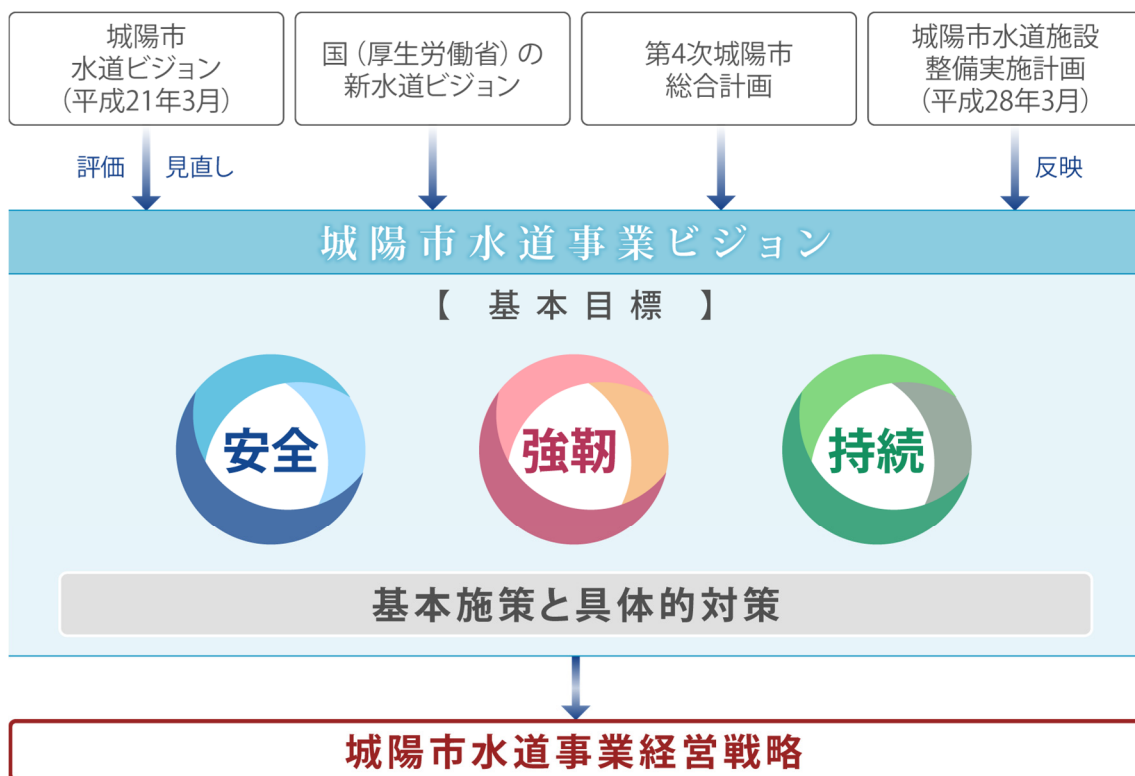 城陽市
水道ビジョン
(平成21年3月)
国(厚生労働省)の
新水道ビジョン
第4次城陽市
総合計画
城陽市水道施設
整備実施計画
(平成28年3月)
評価 見直し
反映
城陽市水道事業ビジョン
【 基本目標 】
安全
強靭
持続
基本施策と具体的対策
城陽市水道事業経営戦略